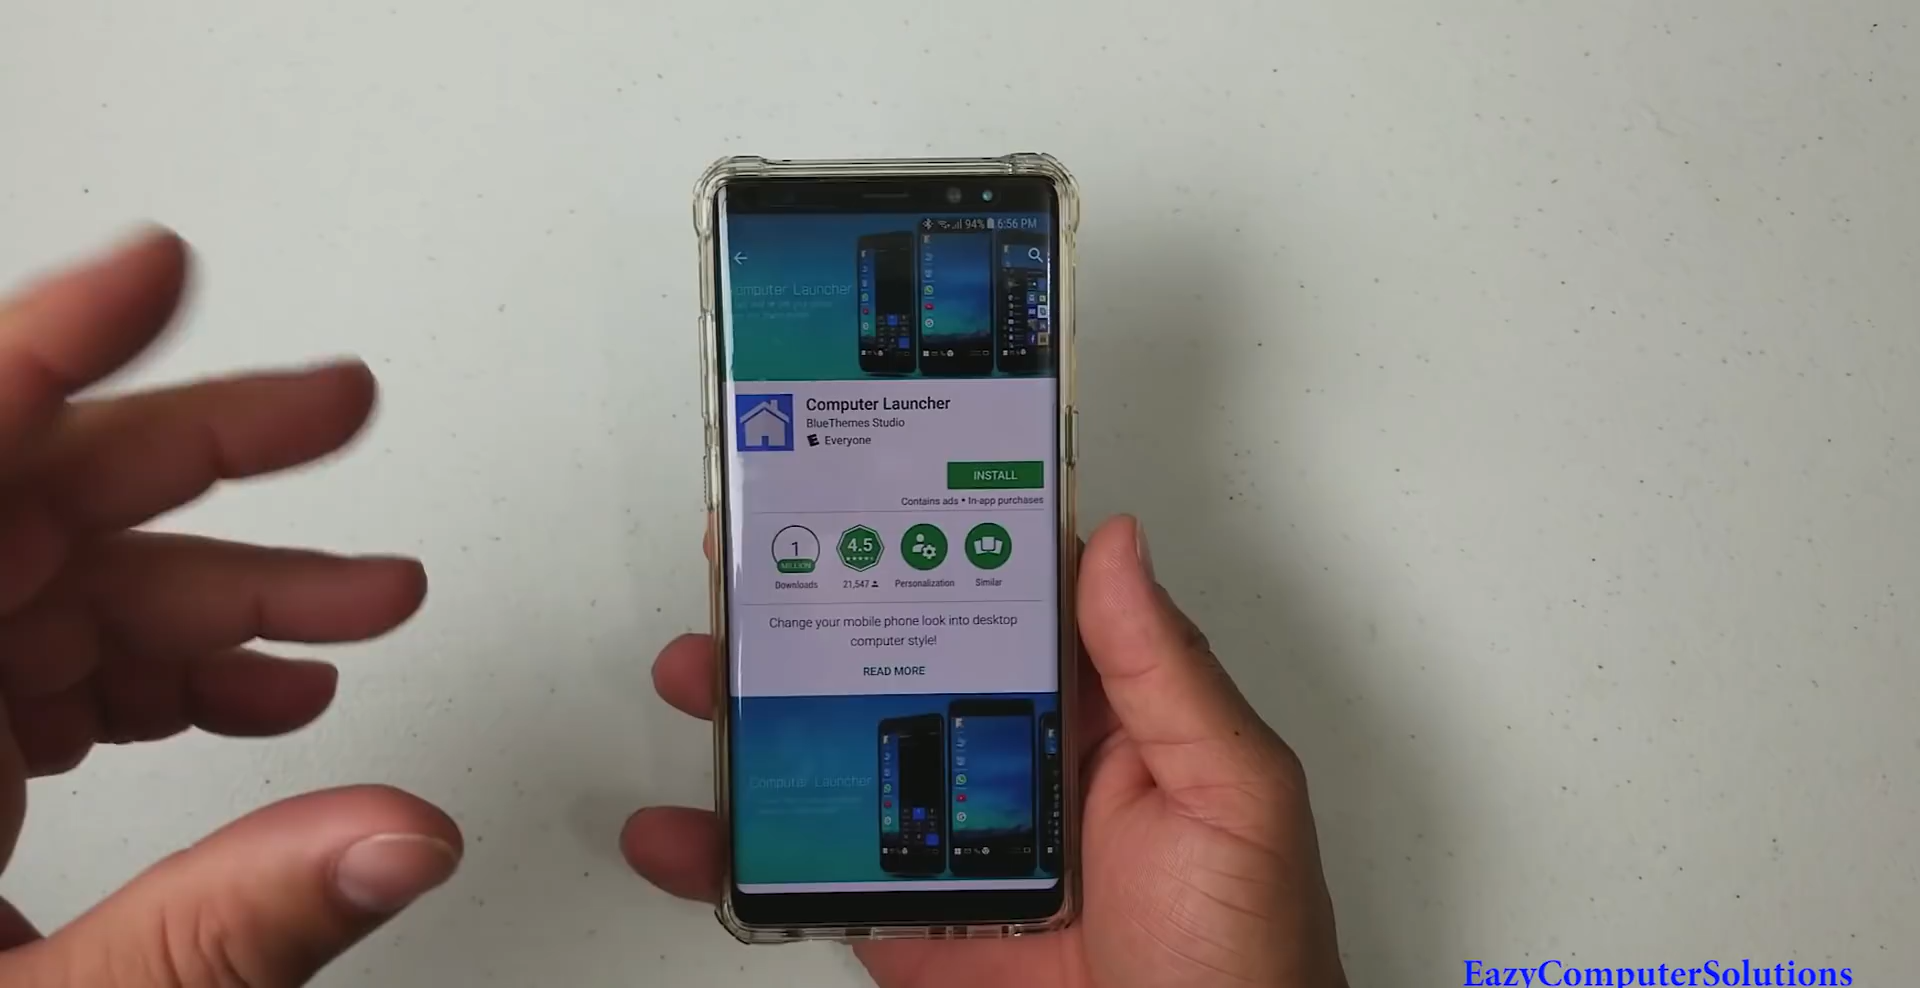 94% 6:56 PM
Computer Launcher
Computer Launcher
BlueThemes Studio
Everyone
INSTALL
Contains ads • In-app purchases
1
MILLION
Downloads
4.5
21,547
Personalization
Similar
Change your mobile phone look into desktop
computer style!
READ MORE
Computer Launcher
EazyComputerSolutions